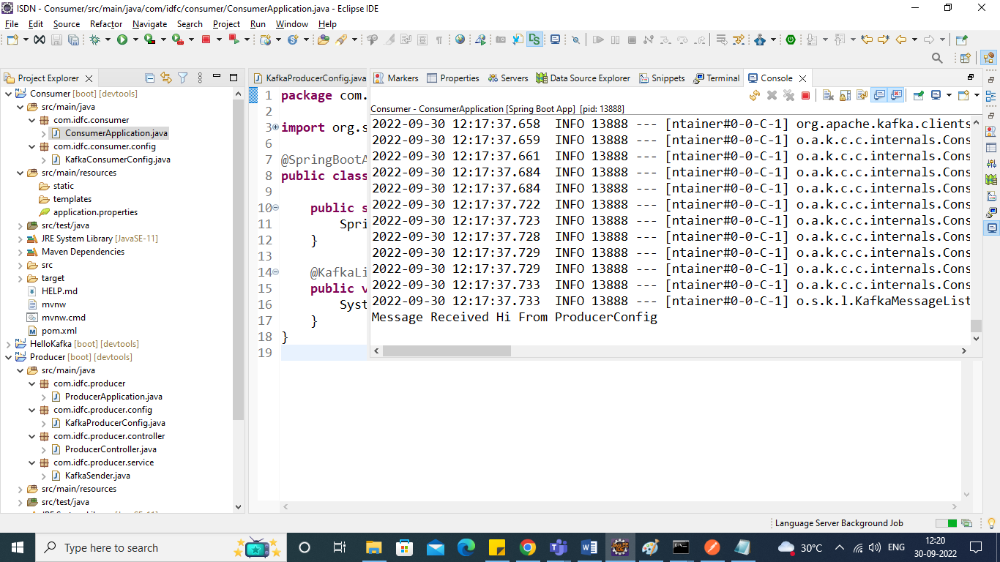 ISDN - Consumer/src/main/java/com/idfc/consumer/ConsumerApplication.java - Eclipse IDE
File Edit Source Refactor Navigate Search Project Run Window Help
Project Explorer
Consumer [boot] [devtools]
src/main/java
com.idfc.consumer
ConsumerApplication.java
com.idfc.consumer.config
KafkaConsumerConfig.java
src/main/resources
static
templates
application.properties
src/test/java
JRE System Library [JavaSE-11]
Maven Dependencies
src
target
HELP.md
mvnw
mvnw.cmd
pom.xml
HelloKafka [boot] [devtools]
Producer [boot] [devtools]
src/main/java
com.idfc.producer
ProducerApplication.java
com.idfc.producer.config
KafkaProducerConfig.java
com.idfc.producer.controller
ProducerController.java
com.idfc.producer.service
KafkaSender.java
src/main/resources
src/test/java
KafkaProducerConfig.java
1 package com.
2
3 import org.s
7 @SpringBootA
8 public class
9
10 public s
11 Spri
12 }
13
14 @KafkaLi
15 public v
16 Syst
17 }
18 }
19
Markers Properties Servers Data Source Explorer Snippets Terminal Console
Consumer - ConsumerApplication [Spring Boot App] [pid: 13888]
2022-09-30 12:17:37.658 INFO 13888 --- [ntainer#0-0-C-1] org.apache.kafka.clients
2022-09-30 12:17:37.659 INFO 13888 --- [ntainer#0-0-C-1] o.a.k.c.c.internals.Cons
2022-09-30 12:17:37.661 INFO 13888 --- [ntainer#0-0-C-1] o.a.k.c.c.internals.Cons
2022-09-30 12:17:37.684 INFO 13888 --- [ntainer#0-0-C-1] o.a.k.c.c.internals.Cons
2022-09-30 12:17:37.684 INFO 13888 --- [ntainer#0-0-C-1] o.a.k.c.c.internals.Cons
2022-09-30 12:17:37.722 INFO 13888 --- [ntainer#0-0-C-1] o.a.k.c.c.internals.Cons
2022-09-30 12:17:37.723 INFO 13888 --- [ntainer#0-0-C-1] o.a.k.c.c.internals.Cons
2022-09-30 12:17:37.728 INFO 13888 --- [ntainer#0-0-C-1] o.a.k.c.c.internals.Cons
2022-09-30 12:17:37.729 INFO 13888 --- [ntainer#0-0-C-1] o.a.k.c.c.internals.Cons
2022-09-30 12:17:37.729 INFO 13888 --- [ntainer#0-0-C-1] o.a.k.c.c.internals.Cons
2022-09-30 12:17:37.733 INFO 13888 --- [ntainer#0-0-C-1] o.a.k.c.c.internals.Cons
2022-09-30 12:17:37.733 INFO 13888 --- [ntainer#0-0-C-1] o.s.k.l.KafkaMessageList
Message Received Hi From ProducerConfig
Language Server Background Job
Type here to search
30°C
ENG
12:20
30-09-2022